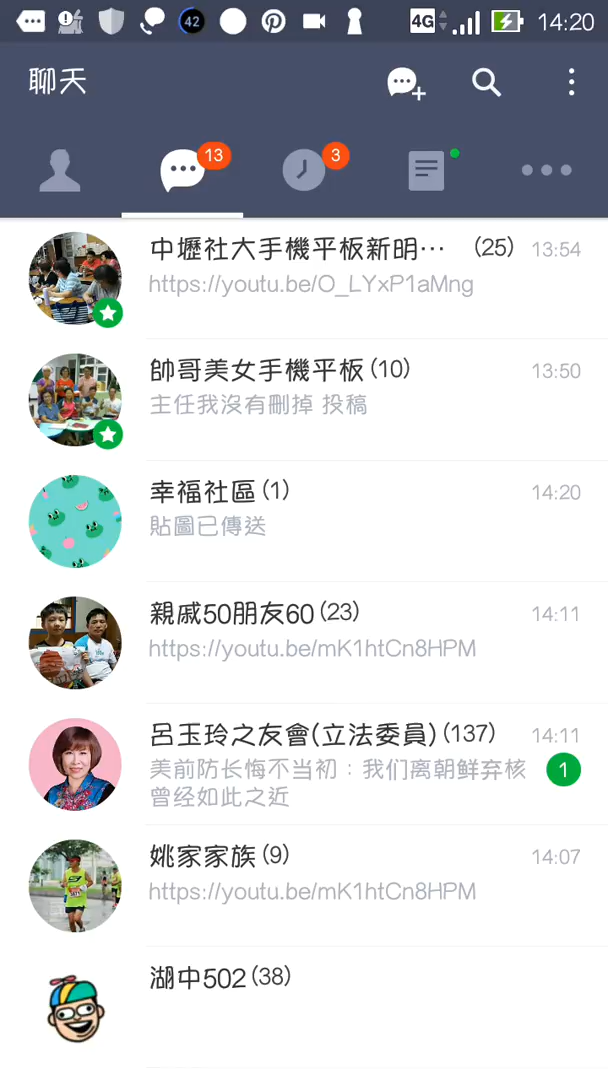 42
4G
14:20
聊天
13
3
中壢社大手機平板新明… (25) 13:54
https://youtu.be/O_LYxP1aMng
帥哥美女手機平板(10) 13:50
主任我沒有刪掉 投稿
幸福社區(1) 14:20
貼圖已傳送
親戚50朋友60(23) 14:11
https://youtu.be/mK1htCn8HPM
呂玉玲之友會(立法委員)(137) 14:11
美前防长悔不当初：我们离朝鲜弃核 1
曾经如此之近
姚家家族(9) 14:07
https://youtu.be/mK1htCn8HPM
湖中502(38)